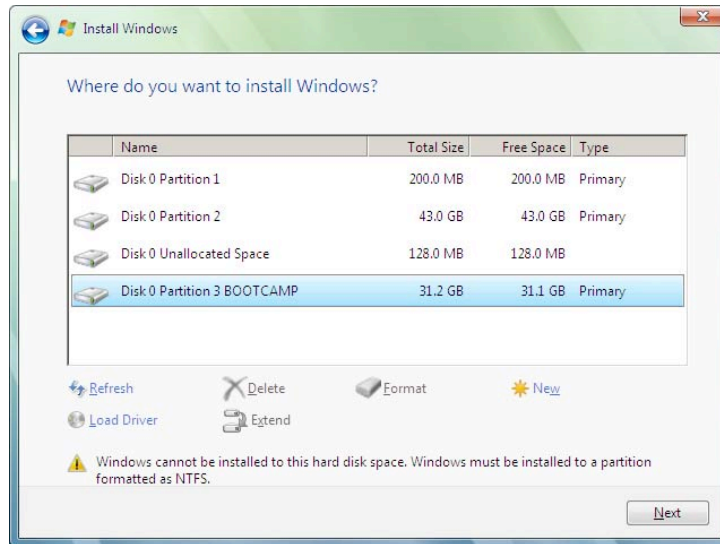 Install Windows
Where do you want to install Windows?
Name Total Size Free Space Type
Disk 0 Partition 1 200.0 MB 200.0 MB Primary
Disk 0 Partition 2 43.0 GB 43.0 GB Primary
Disk 0 Unallocated Space 128.0 MB 128.0 MB
Disk 0 Partition 3 BOOTCAMP 31.2 GB 31.1 GB Primary
Refresh Delete Format New
Load Driver Extend
Windows cannot be installed to this hard disk space. Windows must be installed to a partition
formatted as NTFS.
Next